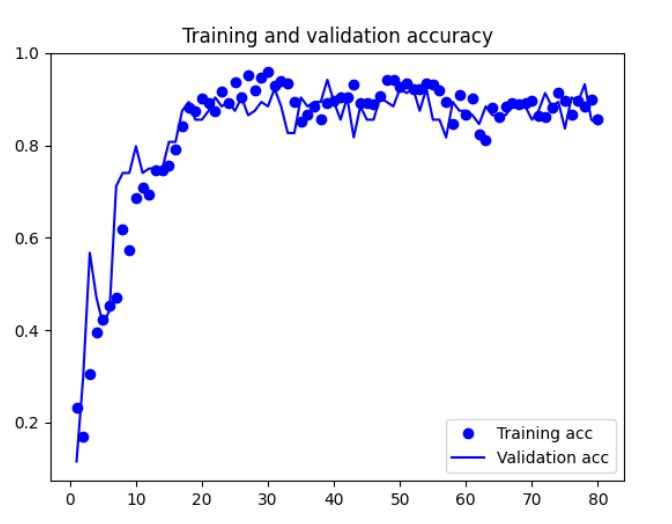 Training and validation accuracy
1.0
0.8
0.6
0.4
0.2
Training acc
Validation acc
0 10 20 30 40 50 60 70 80